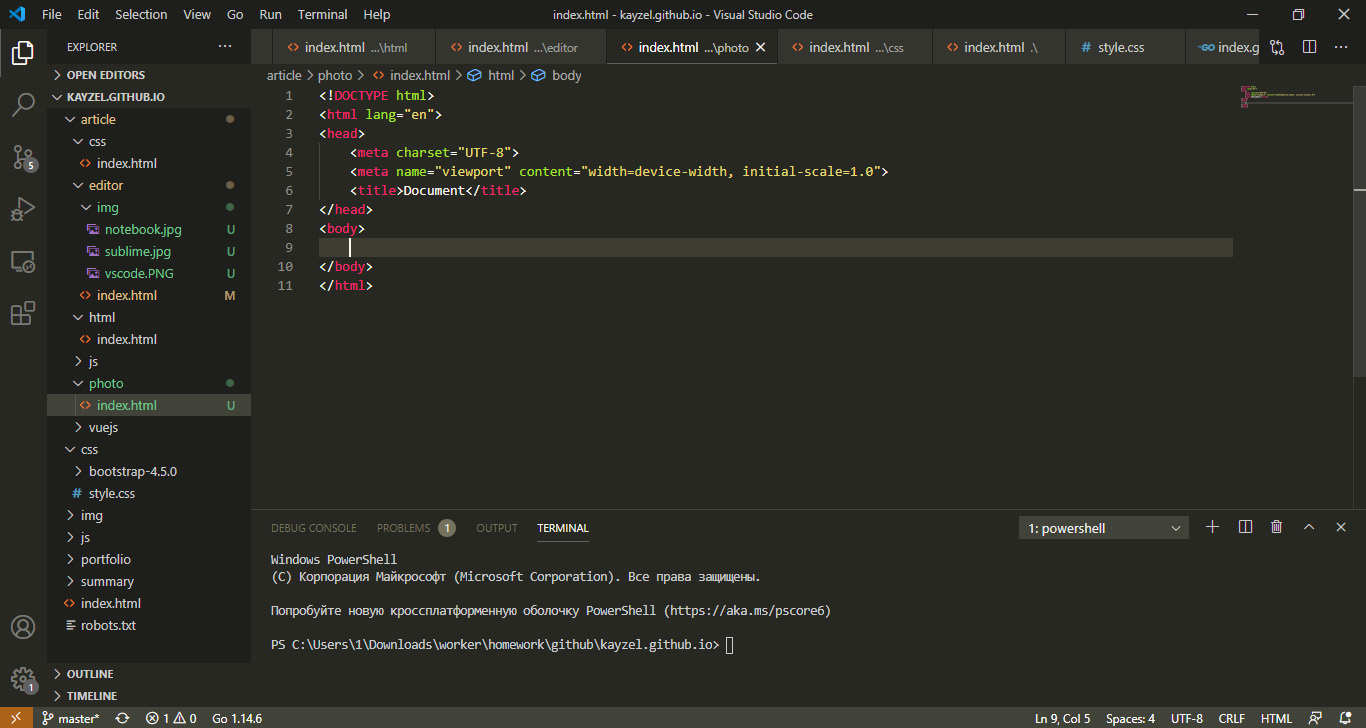 File Edit Selection View Go Run Terminal Help index.html - kayzel.github.io - Visual Studio Code
EXPLORER
index.html ...\html index.html ...\editor index.html ...\photo index.html ...\css index.html .\ # style.css index.g
article > photo > index.html > html > body
OPEN EDITORS
KAYZEL.GITHUB.IO
article
css
index.html
editor
img
notebook.jpg U
sublime.jpg U
vscode.PNG U
index.html M
html
index.html
js
photo
index.html U
vuejs
css
bootstrap-4.5.0
# style.css
img
js
portfolio
summary
index.html
robots.txt
OUTLINE
TIMELINE
5
1
1 <!DOCTYPE html>
2 <html lang="en">
3 <head>
4 <meta charset="UTF-8">
5 <meta name="viewport" content="width=device-width, initial-scale=1.0">
6 <title>Document</title>
7 </head>
8 <body>
9
10 </body>
11 </html>
DEBUG CONSOLE PROBLEMS 1 OUTPUT TERMINAL 1: powershell
Windows PowerShell
(C) Корпорация Майкрософт (Microsoft Corporation). Все права защищены.
Попробуйте новую кроссплатформенную оболочку PowerShell (https://aka.ms/pscore6)
PS C:\Users\1\Downloads\worker\homework\github\kayzel.github.io>
master* 1 0 Go 1.14.6 Ln 9, Col 5 Spaces: 4 UTF-8 CRLF HTML